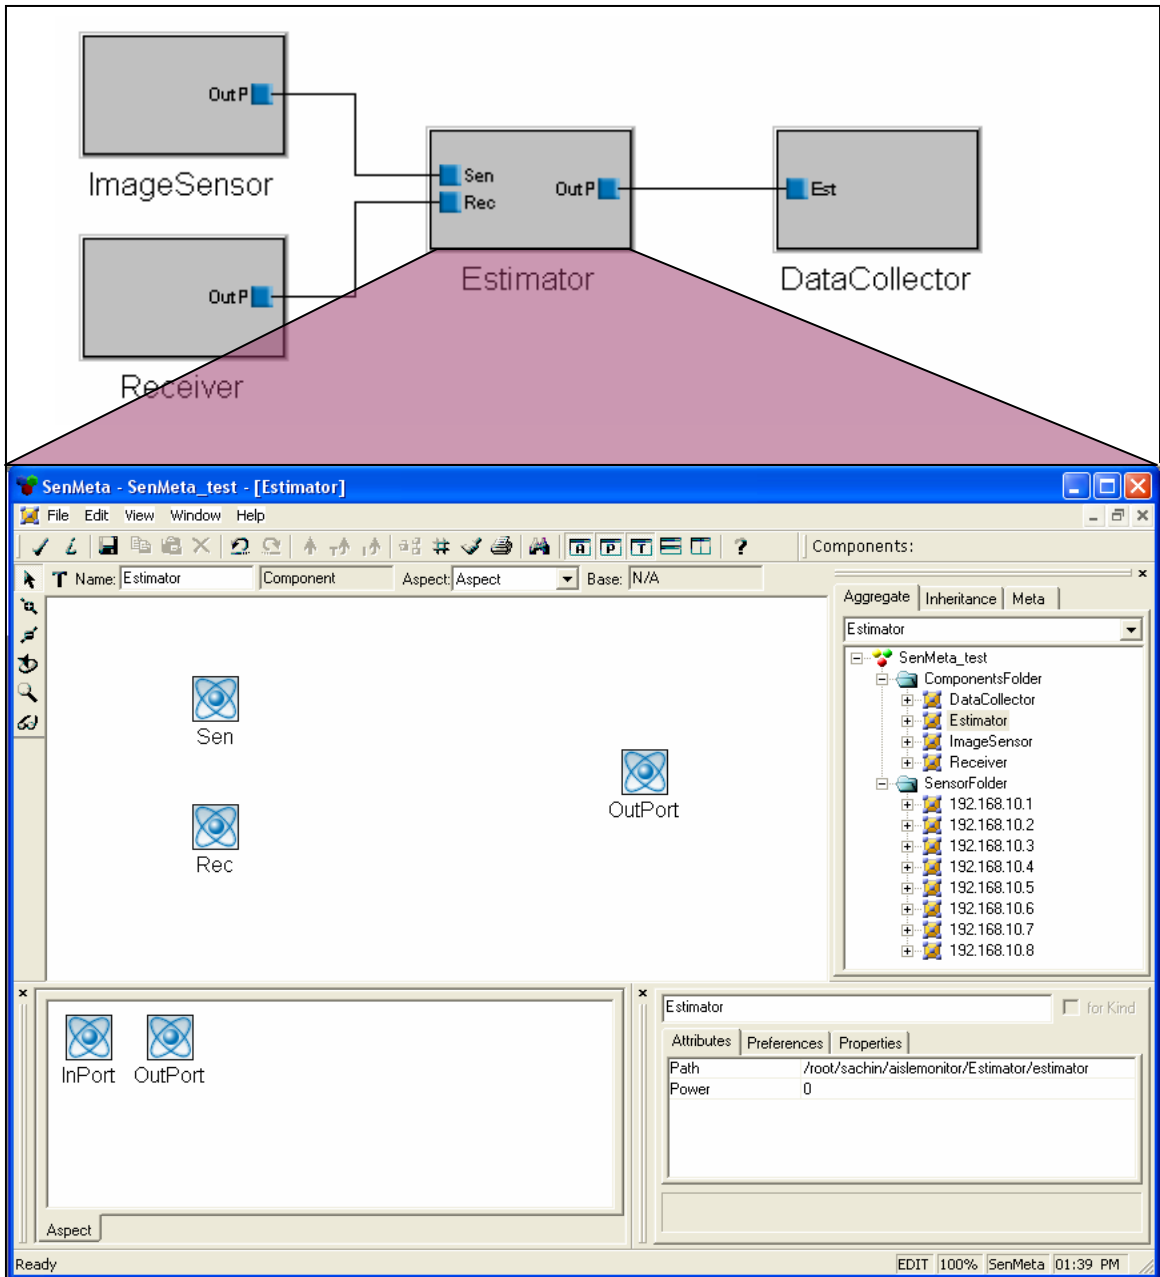 OutP
ImageSensor
Sen
Rec
OutP
Est
Estimator
DataCollector
OutP
Receiver
SenMeta - SenMeta_test - [Estimator]
File Edit View Window Help
A P T ? Components:
T Name: Estimator Component Aspect: Aspect Base: N/A
Aggregate Inheritance Meta
Estimator
SenMeta_test
ComponentsFolder
DataCollector
Estimator
ImageSensor
Receiver
SensorFolder
192.168.10.1
192.168.10.2
192.168.10.3
192.168.10.4
192.168.10.5
192.168.10.6
192.168.10.7
192.168.10.8
Sen
OutPort
Rec
InPort OutPort
Aspect
Estimator for Kind
Attributes Preferences Properties
Path /root/sachin/aislemonitor/Estimator/estimator
Power 0
Ready EDIT 100% SenMeta 01:39 PM